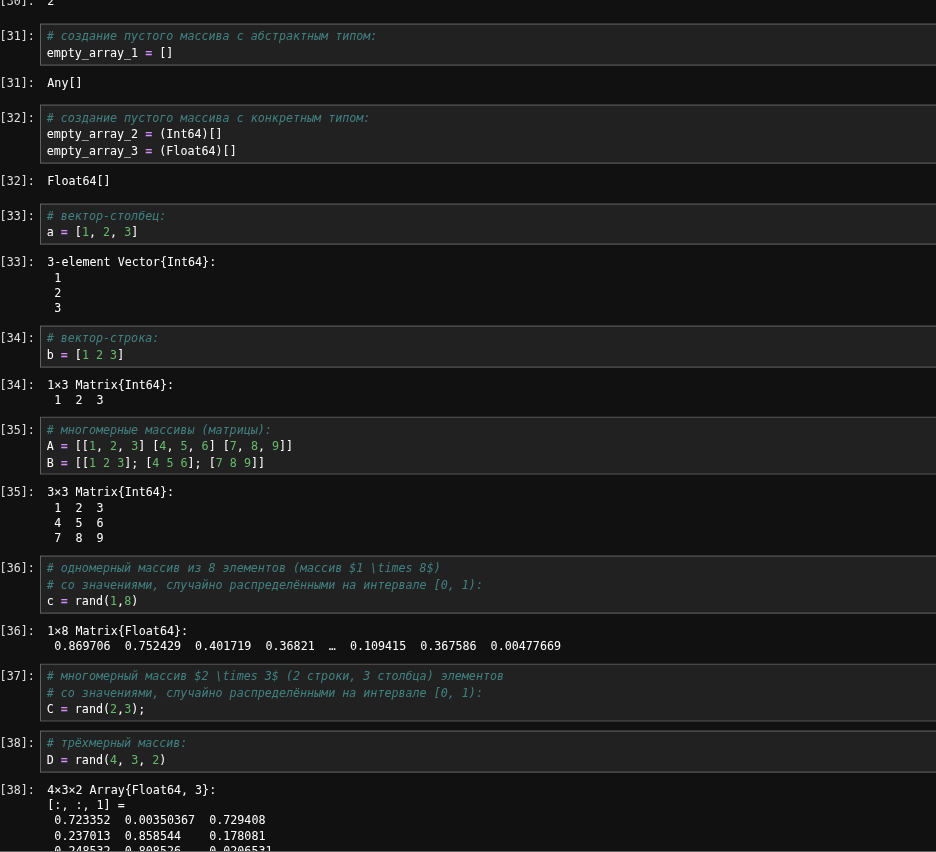 [30]: 2
[31]: # создание пустого массива с абстрактным типом:
empty_array_1 = []
[31]: Any[]
[32]: # создание пустого массива с конкретным типом:
empty_array_2 = (Int64)[]
empty_array_3 = (Float64)[]
[32]: Float64[]
[33]: # вектор-столбец:
a = [1, 2, 3]
[33]: 3-element Vector{Int64}:
1
2
3
[34]: # вектор-строка:
b = [1 2 3]
[34]: 1×3 Matrix{Int64}:
1  2  3
[35]: # многомерные массивы (матрицы):
A = [[1, 2, 3] [4, 5, 6] [7, 8, 9]]
B = [[1 2 3]; [4 5 6]; [7 8 9]]
[35]: 3×3 Matrix{Int64}:
1  2  3
4  5  6
7  8  9
[36]: # одномерный массив из 8 элементов (массив $1 \times 8$)
# со значениями, случайно распределёнными на интервале [0, 1):
c = rand(1,8)
[36]: 1×8 Matrix{Float64}:
0.869706  0.752429  0.401719  0.36821  …  0.109415  0.367586  0.00477669
[37]: # многомерный массив $2 \times 3$ (2 строки, 3 столбца) элементов
# со значениями, случайно распределёнными на интервале [0, 1):
C = rand(2,3);
[38]: # трёхмерный массив:
D = rand(4, 3, 2)
[38]: 4×3×2 Array{Float64, 3}:
[:, :, 1] =
0.723352  0.00350367  0.729408
0.237013  0.858544    0.178081
0.248532  0.808526    0.0206531